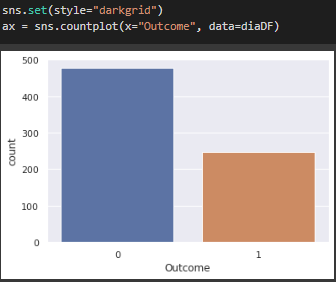 sns.set(style="darkgrid")
ax = sns.countplot(x="Outcome", data=diaDF)
500
400
300
200
100
0
count
0 1
Outcome